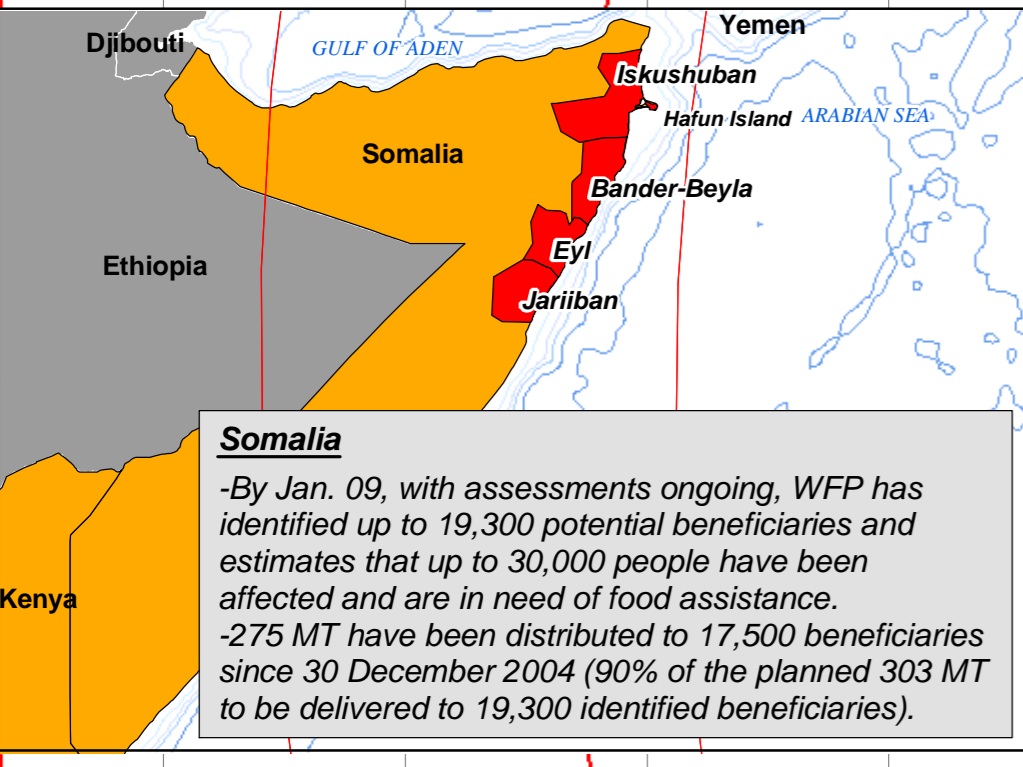 Yemen
Djibouti
GULF OF ADEN
Iskushuban
Hafun Island
ARABIAN SEA
Somalia
Bander-Beyla
Eyl
Ethiopia
Jariiban
Somalia
-By Jan. 09, with assessments ongoing, WFP has
identified up to 19,300 potential beneficiaries and
estimates that up to 30,000 people have been
affected and are in need of food assistance.
-275 MT have been distributed to 17,500 beneficiaries
since 30 December 2004 (90% of the planned 303 MT
to be delivered to 19,300 identified beneficiaries).
Kenya